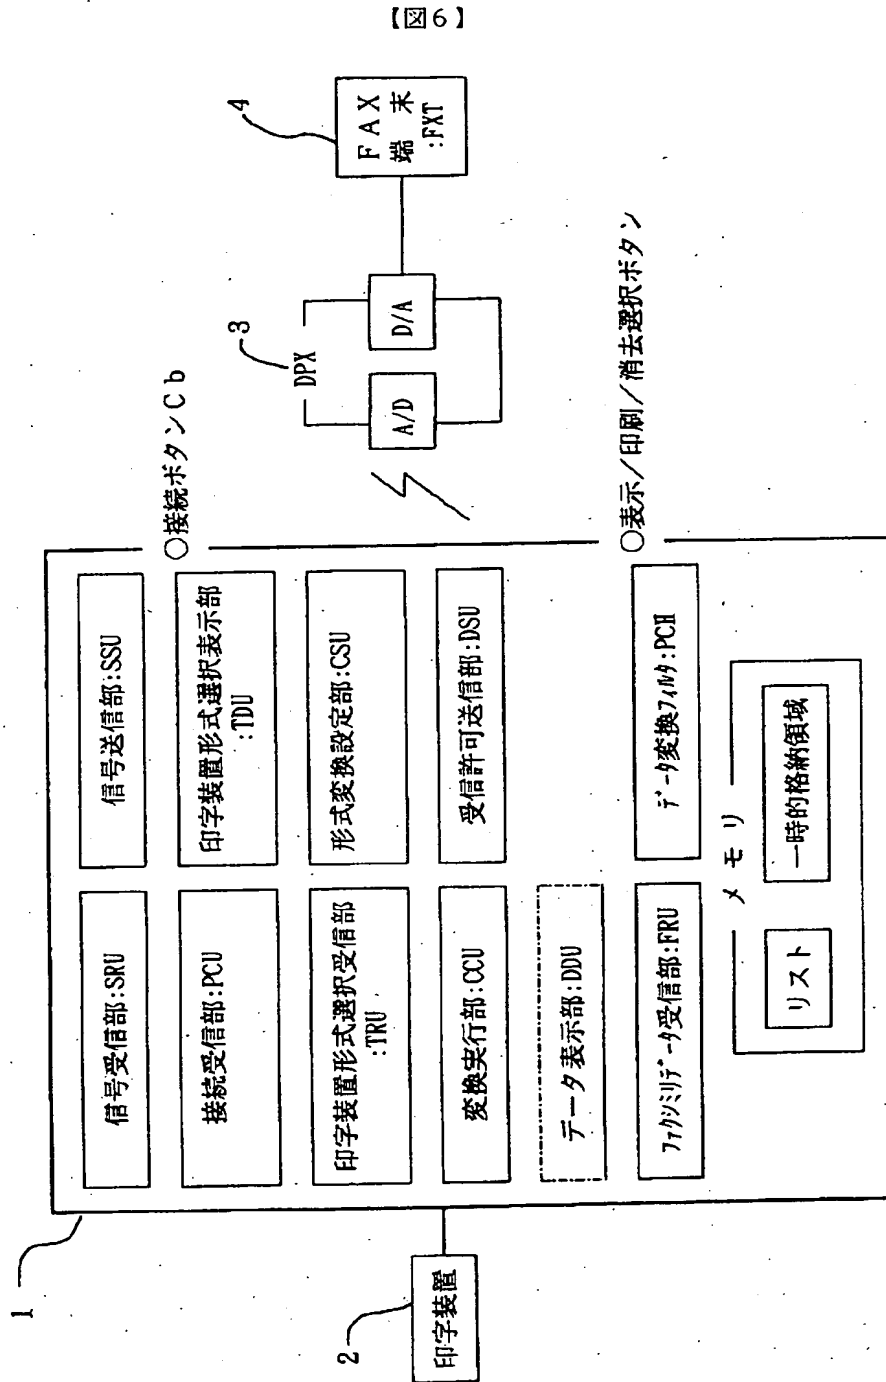 【図6】
1
信号受信部:SRU
信号送信部:SSU
接続受信部:PCU
印字装置形式選択表示部
:TDU
○接続ボタンCb
印字装置形式選択受信部
:TRU
形式変換設定部:CSU
変換実行部:CCU
受信許可送信部:DSU
データ表示部:DDU
ファクシミリデータ受信部:FRU
データ変換フィルタ:PCH
○表示/印刷/消去選択ボタン
メモリ
リスト
一時的格納領域
2
印字装置
3
DPX
A/D
D/A
4
FAX
端末
:FXT